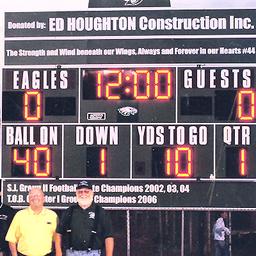 Donated by: ED HOUGHTON Construction Inc.
The Strength and Wind beneath our Wings, Always and Forever in our Hearts #44
EAGLES 12:00 GUESTS
0 0
BALL ON DOWN YDS TO GO QTR
40 1 10 1
S.J. Group II Football State Champions 2002, 03, 04
T.O.B. I Group I Champions 2006